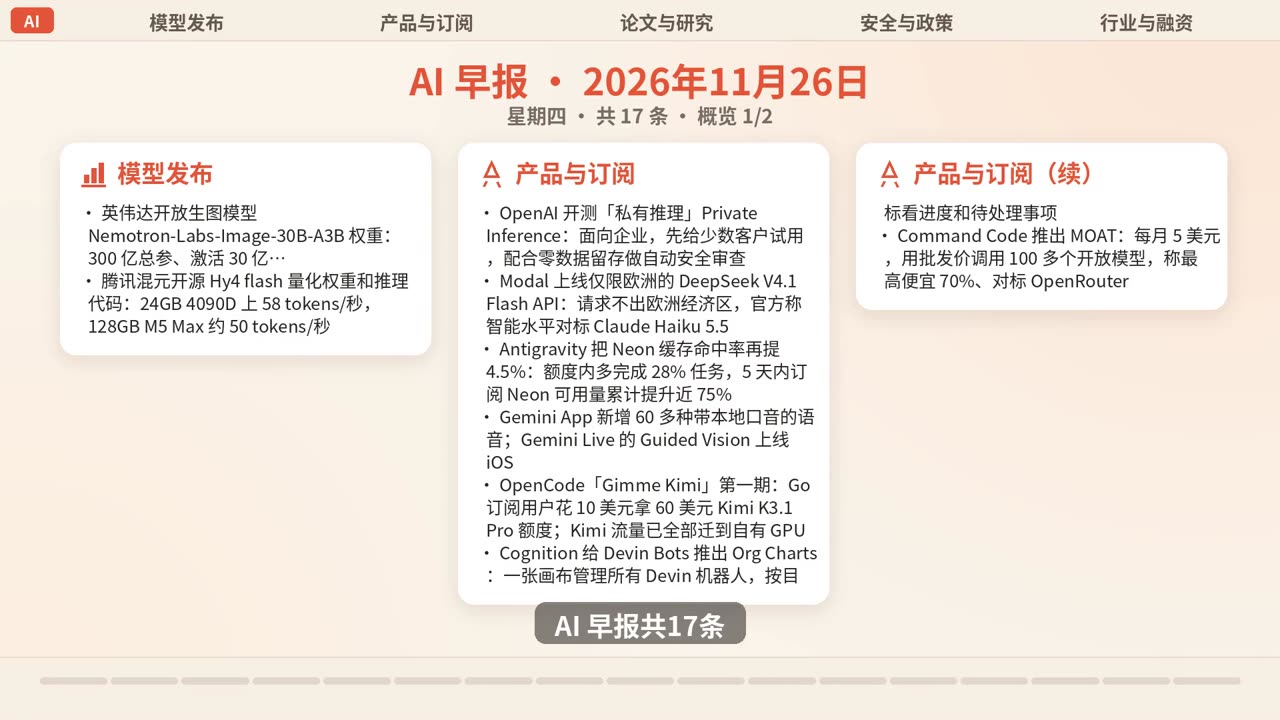 AI
模型发布
产品与订阅
论文与研究
安全与政策
行业与融资
AI 早报 · 2026年11月26日
星期四 · 共 17 条 · 概览 1/2
模型发布
· 英伟达开放生图模型
Nemotron-Labs-Image-30B-A3B 权重：
300 亿总参、激活 30 亿…
· 腾讯混元开源 Hy4 flash 量化权重和推理
代码：24GB 4090D 上 58 tokens/秒，
128GB M5 Max 约 50 tokens/秒
产品与订阅
· OpenAI 开测「私有推理」Private
Inference：面向企业，先给少数客户试用
，配合零数据留存做自动安全审查
· Modal 上线仅限欧洲的 DeepSeek V4.1
Flash API：请求不出欧洲经济区，官方称
智能水平对标 Claude Haiku 5.5
· Antigravity 把 Neon 缓存命中率再提
4.5%：额度内多完成 28% 任务，5 天内订
阅 Neon 可用量累计提升近 75%
· Gemini App 新增 60 多种带本地口音的语
音；Gemini Live 的 Guided Vision 上线
iOS
· OpenCode「Gimme Kimi」第一期：Go
订阅用户花 10 美元拿 60 美元 Kimi K3.1
Pro 额度；Kimi 流量已全部迁到自有 GPU
· Cognition 给 Devin Bots 推出 Org Charts
：一张画布管理所有 Devin 机器人，按目
产品与订阅（续）
标看进度和待处理事项
· Command Code 推出 MOAT：每月 5 美元
，用批发价调用 100 多个开放模型，称最
高便宜 70%、对标 OpenRouter
AI 早报共17条